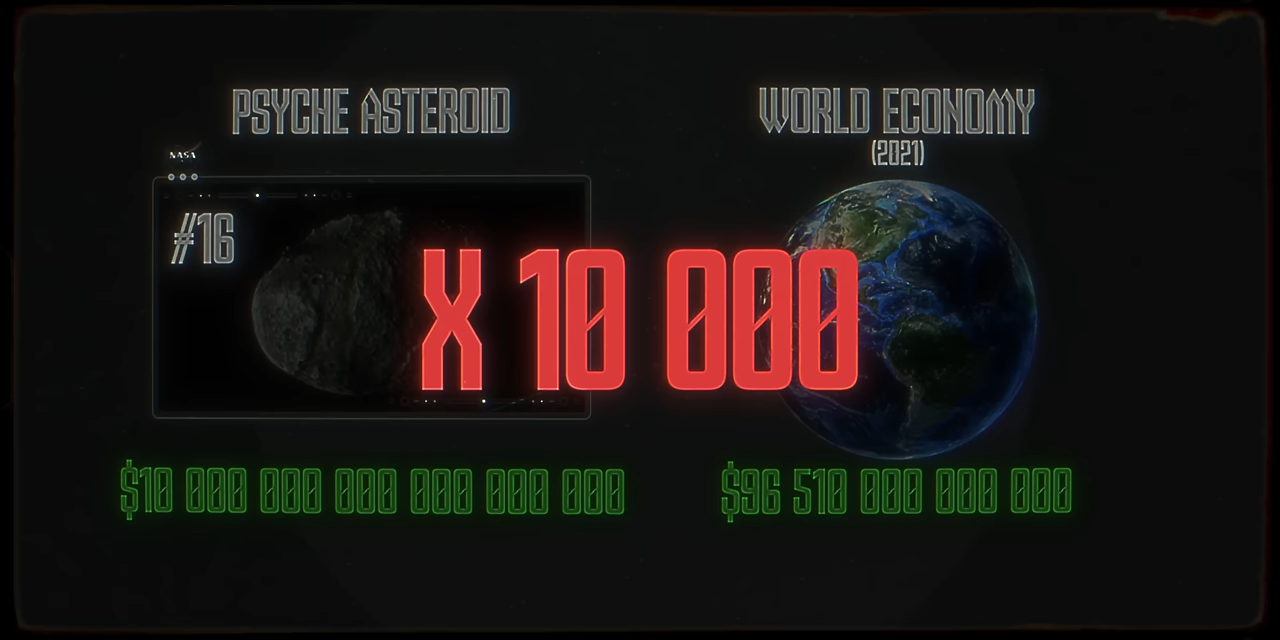 PSYCHE ASTEROID
NASA
#16
WORLD ECONOMY
(2021)
X 10 000
$10 000 000 000 000 000 000
$96 510 000 000 000